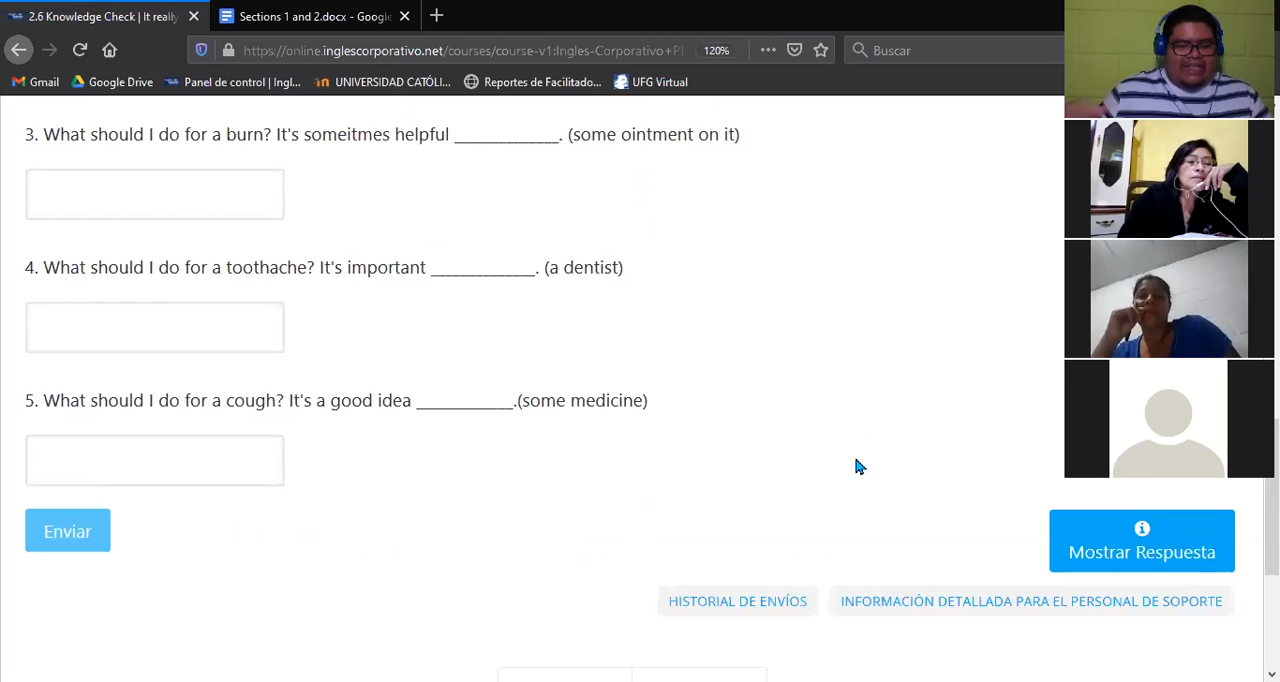 2.6 Knowledge Check | It really
Sections 1 and 2.docx - Google
https://online.inglescorporativo.net/courses/course-v1:Ingles-Corporativo+P
120%
Buscar
Gmail
Google Drive
Panel de control | Ingl...
UNIVERSIDAD CATÓLI...
Reportes de Facilitado...
UFG Virtual
3. What should I do for a burn? It's someitmes helpful ____________. (some ointment on it)
4. What should I do for a toothache? It's important ____________. (a dentist)
5. What should I do for a cough? It's a good idea ___________.(some medicine)
Enviar
Mostrar Respuesta
HISTORIAL DE ENVÍOS
INFORMACIÓN DETALLADA PARA EL PERSONAL DE SOPORTE